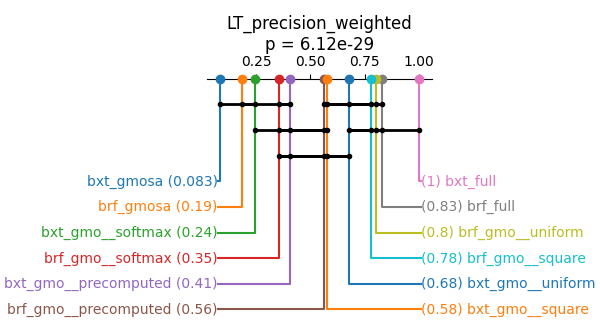 LT_precision_weighted
p = 6.12e-29
0.25 0.50 0.75 1.00
bxt_gmosa (0.083) (1) bxt_full
brf_gmosa (0.19) (0.83) brf_full
bxt_gmo__softmax (0.24) (0.8) brf_gmo__uniform
brf_gmo__softmax (0.35) (0.78) brf_gmo__square
bxt_gmo__precomputed (0.41) (0.68) bxt_gmo__uniform
brf_gmo__precomputed (0.56) (0.58) bxt_gmo__square